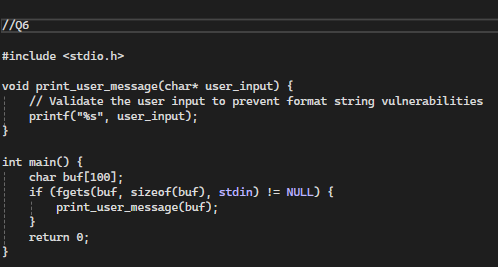 //Q6
#include <stdio.h>
void print_user_message(char* user_input) {
    // Validate the user input to prevent format string vulnerabilities
    printf("%s", user_input);
}
int main() {
    char buf[100];
    if (fgets(buf, sizeof(buf), stdin) != NULL) {
        print_user_message(buf);
    }
    return 0;
}